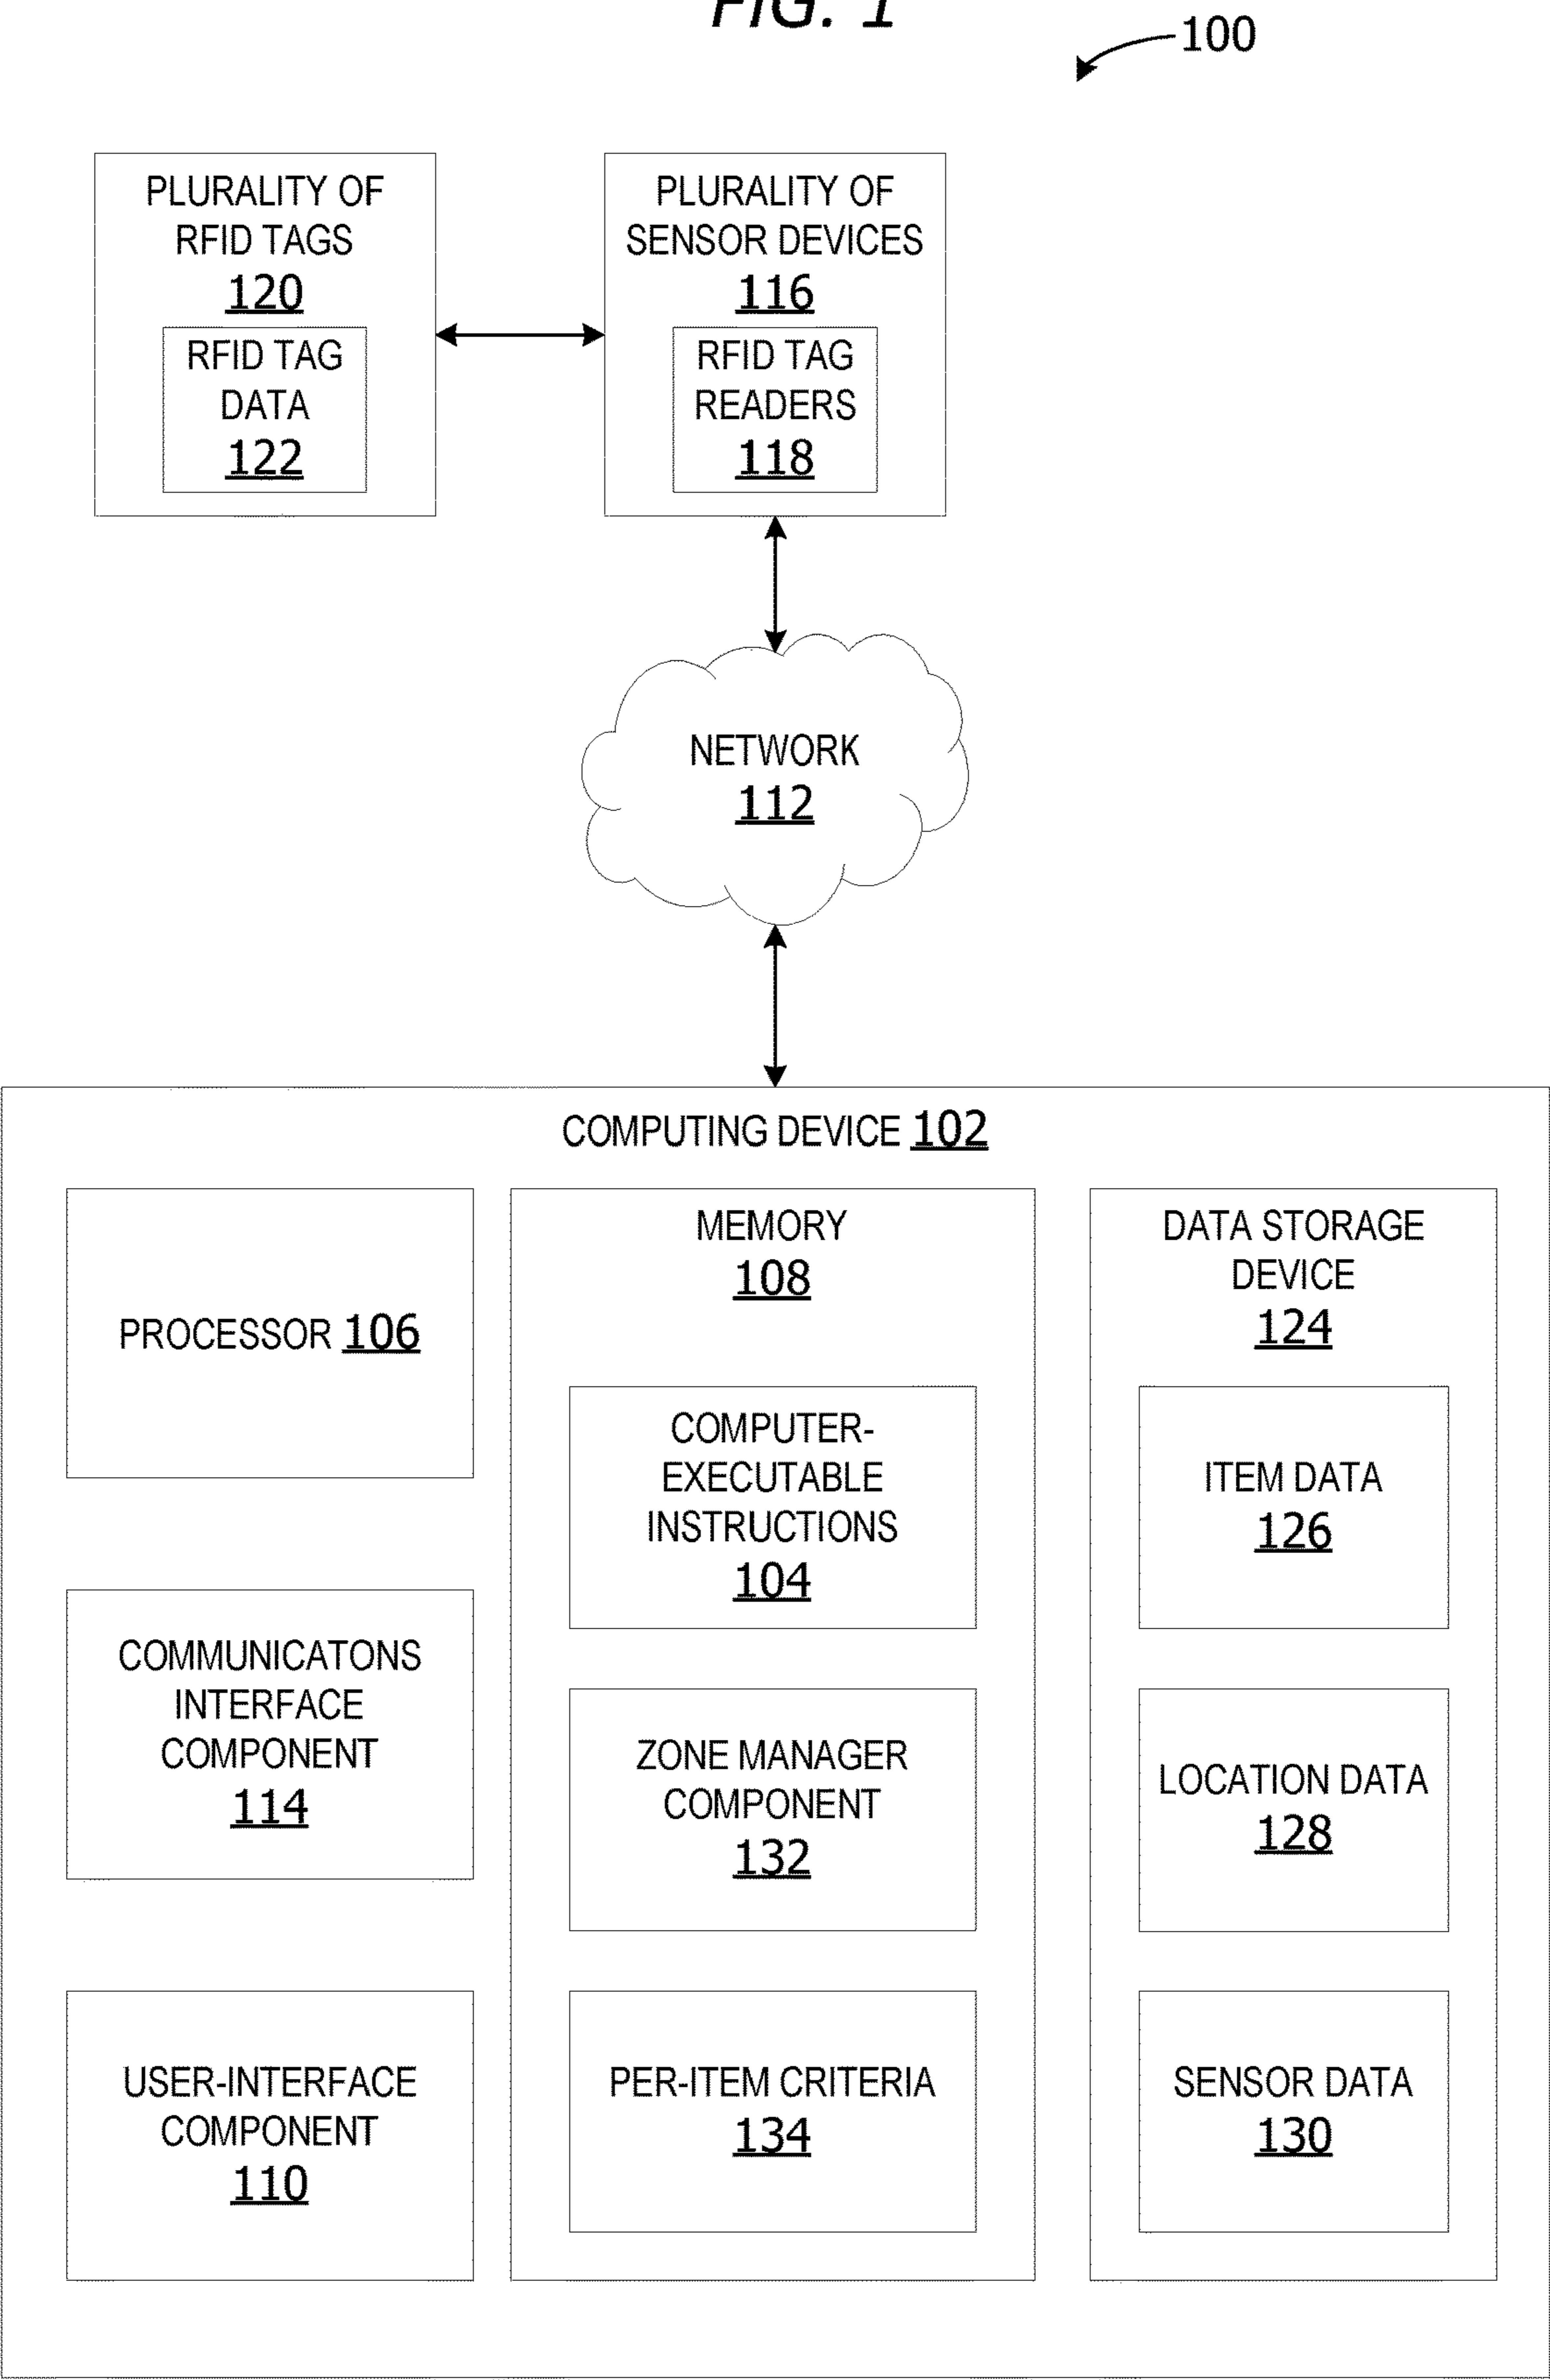 FIG. 1
100
PLURALITY OF
RFID TAGS
120
RFID TAG
DATA
122
PLURALITY OF
SENSOR DEVICES
116
RFID TAG
READERS
118
NETWORK
112
COMPUTING DEVICE 102
PROCESSOR 106
COMMUNICATONS
INTERFACE
COMPONENT
114
USER-INTERFACE
COMPONENT
110
MEMORY
108
COMPUTER-
EXECUTABLE
INSTRUCTIONS
104
ZONE MANAGER
COMPONENT
132
PER-ITEM CRITERIA
134
DATA STORAGE
DEVICE
124
ITEM DATA
126
LOCATION DATA
128
SENSOR DATA
130